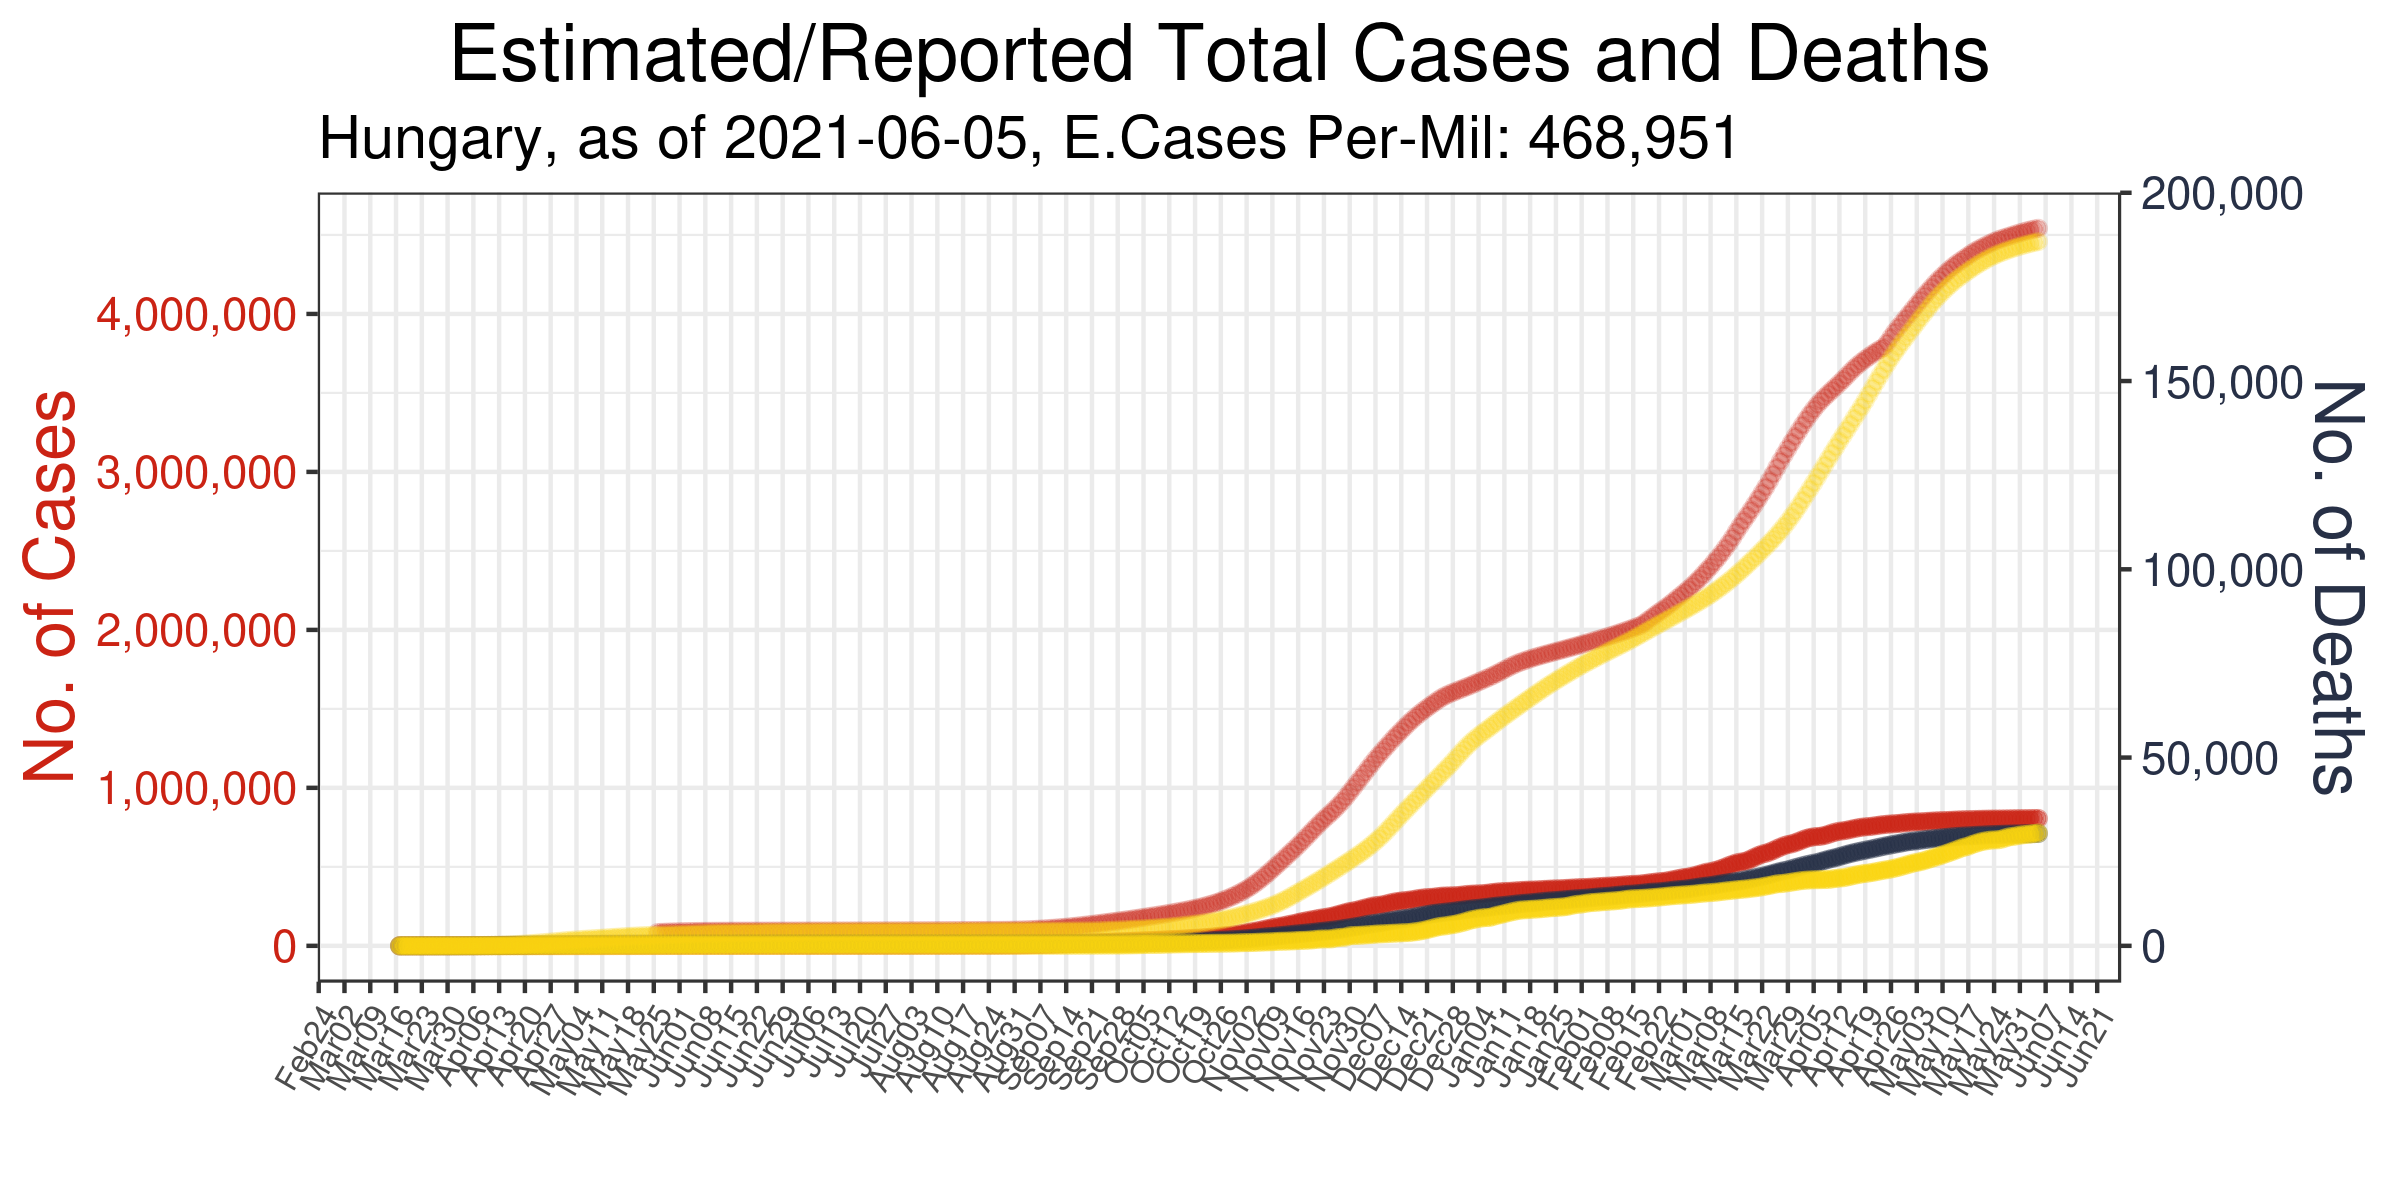 Estimated/Reported Total Cases and Deaths
Hungary, as of 2021-06-05, E.Cases Per-Mil: 468,951
No. of Cases
4,000,000
3,000,000
2,000,000
1,000,000
0
200,000
150,000
100,000
50,000
0
No. of Deaths
Feb24
Mar02
Mar09
Mar16
Mar23
Mar30
Apr06
Apr13
Apr20
Apr27
May04
May11
May18
May25
Jun01
Jun08
Jun15
Jun22
Jun29
Jul06
Jul13
Jul20
Jul27
Aug03
Aug10
Aug17
Aug24
Aug31
Sep07
Sep14
Sep21
Sep28
Oct05
Oct12
Oct19
Oct26
Nov02
Nov09
Nov16
Nov23
Nov30
Dec07
Dec14
Dec21
Dec28
Jan04
Jan11
Jan18
Jan25
Feb01
Feb08
Feb15
Feb22
Mar01
Mar08
Mar15
Mar22
Mar29
Apr05
Apr12
Apr19
Apr26
May03
May10
May17
May24
May31
Jun07
Jun14
Jun21